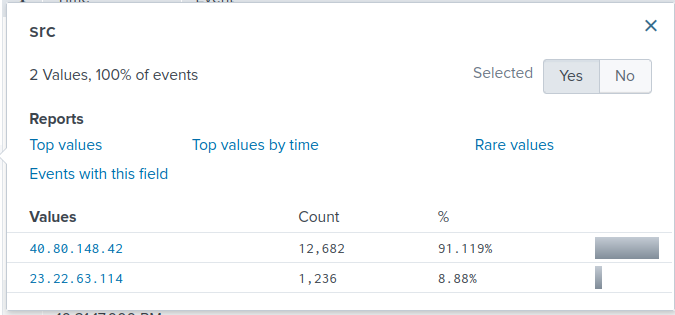 src
2 Values, 100% of events
Selected Yes No
Reports
Top values Top values by time Rare values
Events with this field
Values Count %
40.80.148.42 12,682 91.119%
23.22.63.114 1,236 8.88%